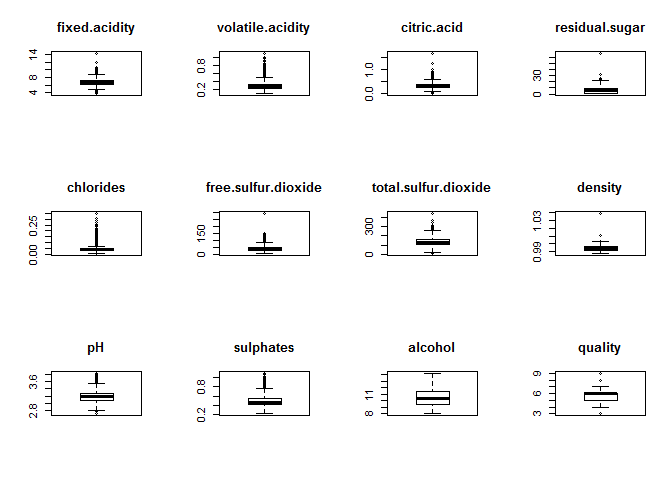 fixed.acidity volatile.acidity citric.acid residual.sugar
4 8 14 0.2 0.8 0.0 1.0 0 30
chlorides free.sulfur.dioxide total.sulfur.dioxide density
0.00 0.25 0 150 0 300 0.99 1.03
pH sulphates alcohol quality
2.8 3.6 0.2 0.8 8 11 3 6 9